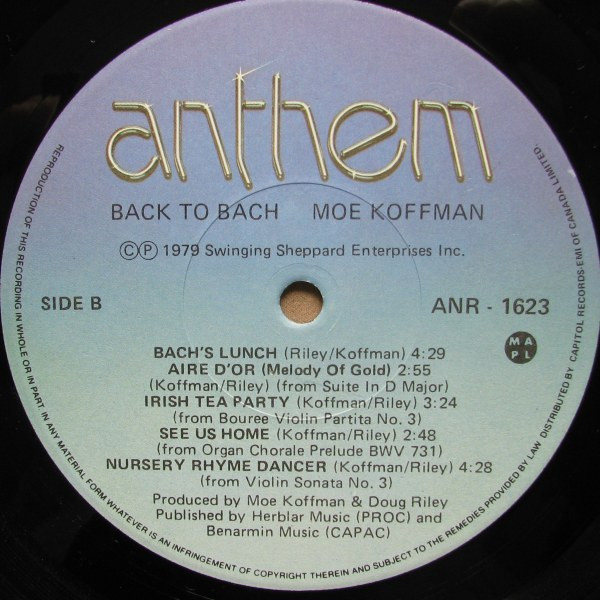 anthem
BACK TO BACH MOE KOFFMAN
©℗ 1979 Swinging Sheppard Enterprises Inc.
SIDE B
ANR - 1623
M A
P L
BACH'S LUNCH (Riley/Koffman) 4:29
AIRE D'OR (Melody Of Gold) 2:55
(Koffman/Riley) (from Suite In D Major)
IRISH TEA PARTY (Koffman/Riley) 3:24
(from Bouree Violin Partita No. 3)
SEE US HOME (Koffman/Riley) 2:48
(from Organ Chorale Prelude BWV 731)
NURSERY RHYME DANCER (Koffman/Riley) 4:28
(from Violin Sonata No. 3)
Produced by Moe Koffman & Doug Riley
Published by Herblar Music (PROC) and
Benarmin Music (CAPAC)
REPRODUCTION OF THIS RECORDING IN WHOLE OR IN PART IN ANY MATERIAL FORM WHATEVER IS AN INFRINGEMENT OF COPYRIGHT THEREIN AND SUBJECT TO THE REMEDIES PROVIDED BY LAW DISTRIBUTED BY CAPITOL RECORDS-EMI OF CANADA LIMITED.